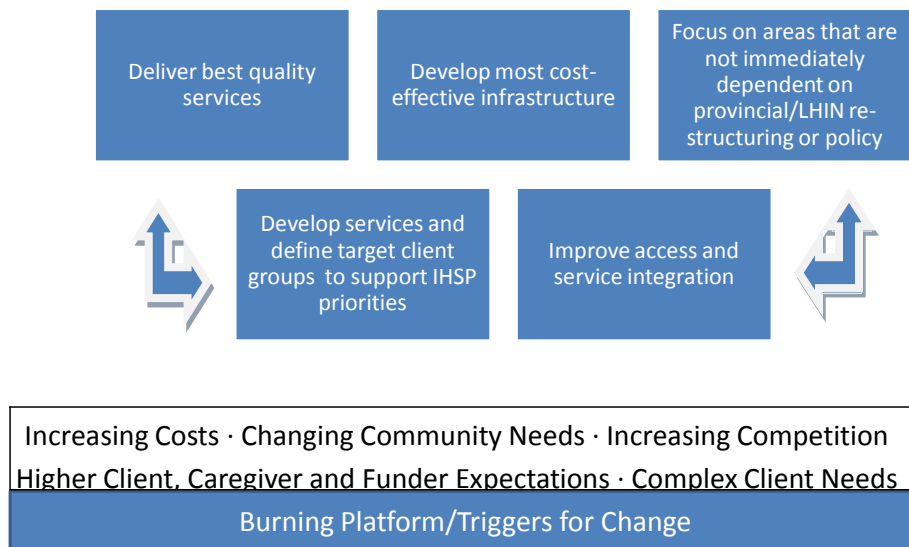 Deliver best quality
services
Develop most cost-
effective infrastructure
Focus on areas that are
not immediately
dependent on
provincial/LHIN re-
structuring or policy
Develop services and
define target client
groups to support IHSP
priorities
Improve access and
service integration
Increasing Costs · Changing Community Needs · Increasing Competition
Higher Client, Caregiver and Funder Expectations · Complex Client Needs
Burning Platform/Triggers for Change